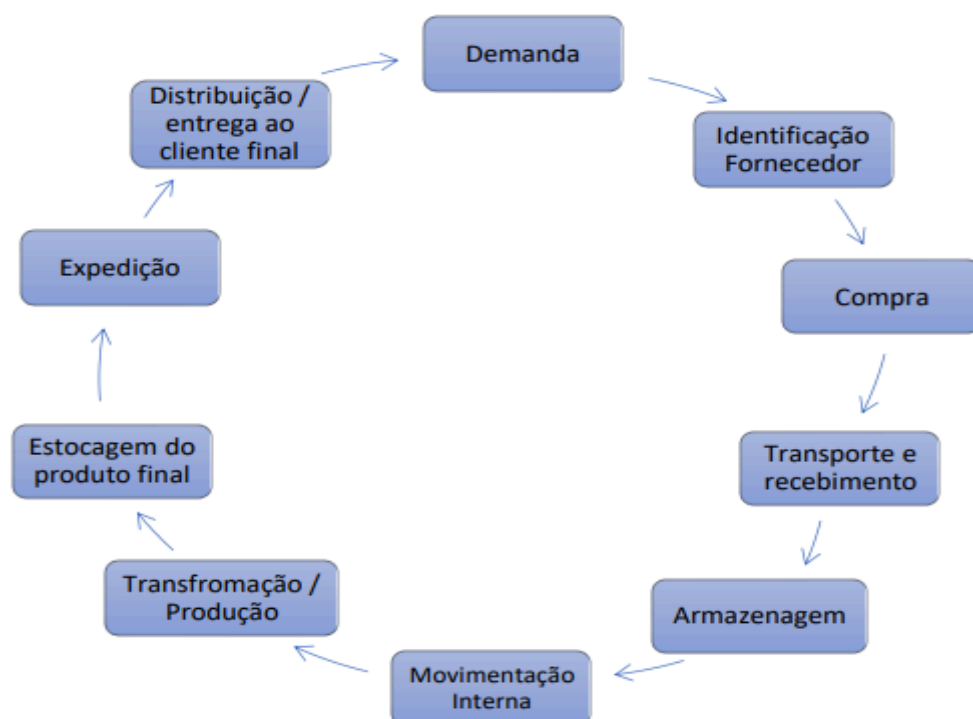 Demanda
Identificação
Fornecedor
Compra
Transporte e
recebimento
Armazenagem
Movimentação
Interna
Transfromação /
Produção
Estocagem do
produto final
Expedição
Distribuição /
entrega ao
cliente final